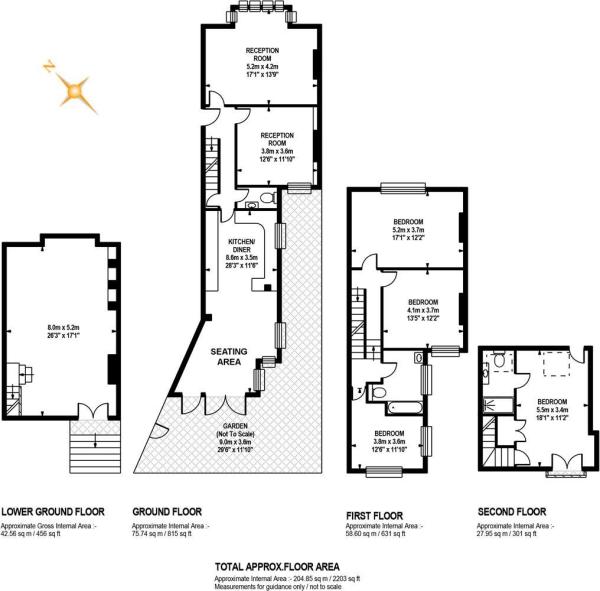 N
RECEPTION
ROOM
5.2m x 4.2m
17'1" x 13'9"
RECEPTION
ROOM
3.8m x 3.6m
12'6" x 11'10"
KITCHEN/
DINER
8.6m x 3.5m
28'3" x 11'6"
SEATING
AREA
GARDEN
(Not To Scale)
9.0m x 3.6m
29'6" x 11'10"
8.0m x 5.2m
26'3" x 17'1"
BEDROOM
5.2m x 3.7m
17'1" x 12'2"
BEDROOM
4.1m x 3.7m
13'5" x 12'2"
BEDROOM
3.8m x 3.6m
12'6" x 11'10"
BEDROOM
5.5m x 3.4m
18'1" x 11'2"
LOWER GROUND FLOOR
Approximate Gross Internal Area :-
42.56 sq m / 456 sq ft
GROUND FLOOR
Approximate Internal Area :-
75.74 sq m / 815 sq ft
FIRST FLOOR
Approximate Internal Area :-
58.60 sq m / 631 sq ft
SECOND FLOOR
Approximate Internal Area :-
27.95 sq m / 301 sq ft
TOTAL APPROX.FLOOR AREA
Approximate Internal Area :- 204.85 sq m / 2203 sq ft
Measurements for guidance only / not to scale